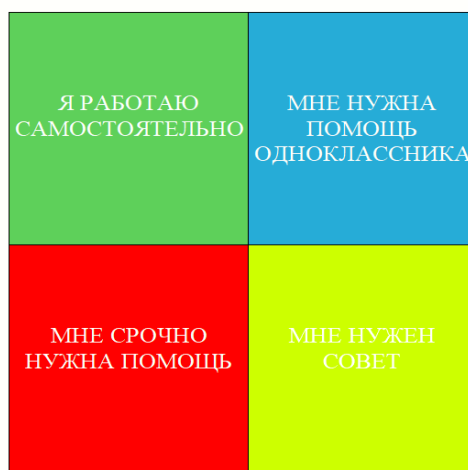 Я РАБОТАЮ
САМОСТОЯТЕЛЬНО
МНЕ НУЖНА
ПОМОЩЬ
ОДНОКЛАССНИКА
МНЕ СРОЧНО
НУЖНА ПОМОЩЬ
МНЕ НУЖЕН
СОВЕТ